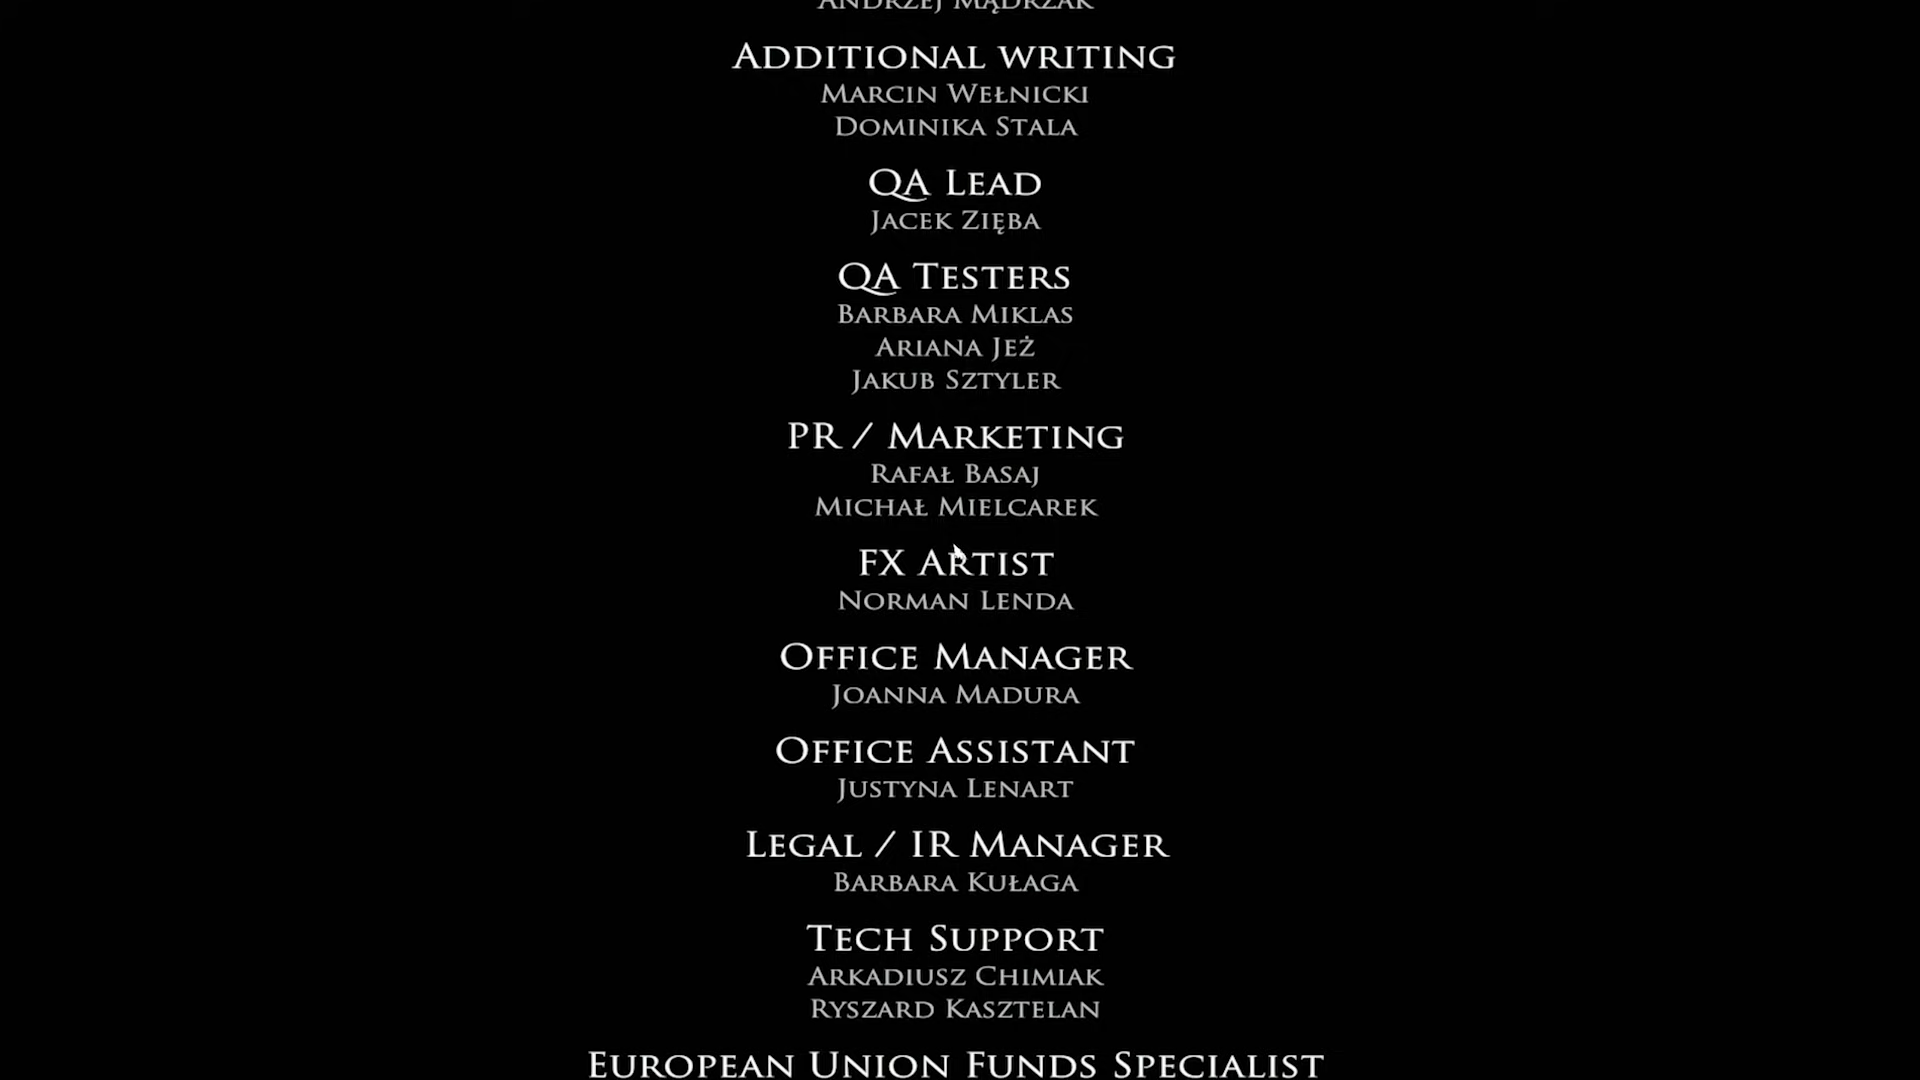 Andrzej Mądrzak
Additional writing
Marcin Wełnicki
Dominika Stala
QA Lead
Jacek Zięba
QA Testers
Barbara Miklas
Ariana Jeż
Jakub Sztyler
PR / Marketing
Rafał Basaj
Michał Mielcarek
FX Artist
Norman Lenda
Office Manager
Joanna Madura
Office Assistant
Justyna Lenart
Legal / IR Manager
Barbara Kułaga
Tech Support
Arkadiusz Chimiak
Ryszard Kasztelan
European Union Funds Specialist